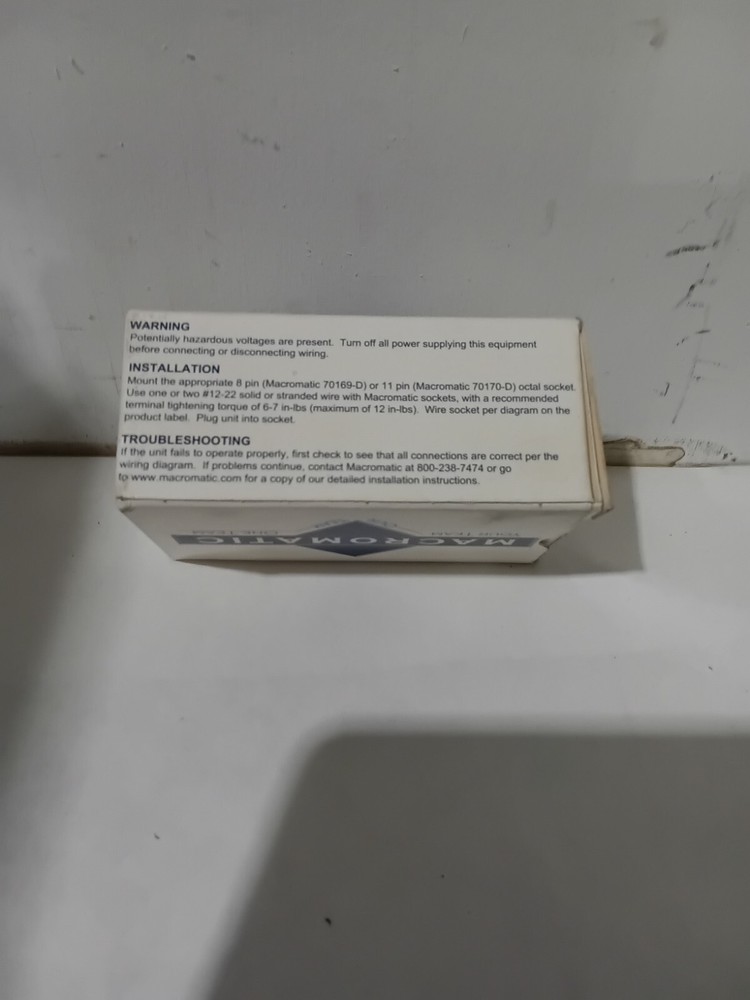 WARNING
Potentially hazardous voltages are present. Turn off all power supplying this equipment
before connecting or disconnecting wiring.
INSTALLATION
Mount the appropriate 8 pin (Macromatic 70169-D) or 11 pin (Macromatic 70170-D) octal socket.
Use one or two #12-22 solid or stranded wire with Macromatic sockets, with a recommended
terminal tightening torque of 6-7 in-lbs (maximum of 12 in-lbs). Wire socket per diagram on the
product label. Plug unit into socket.
TROUBLESHOOTING
If the unit fails to operate properly, first check to see that all connections are correct per the
wiring diagram. If problems continue, contact Macromatic at 800-238-7474 or go
to www.macromatic.com for a copy of our detailed installation instructions.
MACROMATIC
YOUR TEAM
ONE TEAM